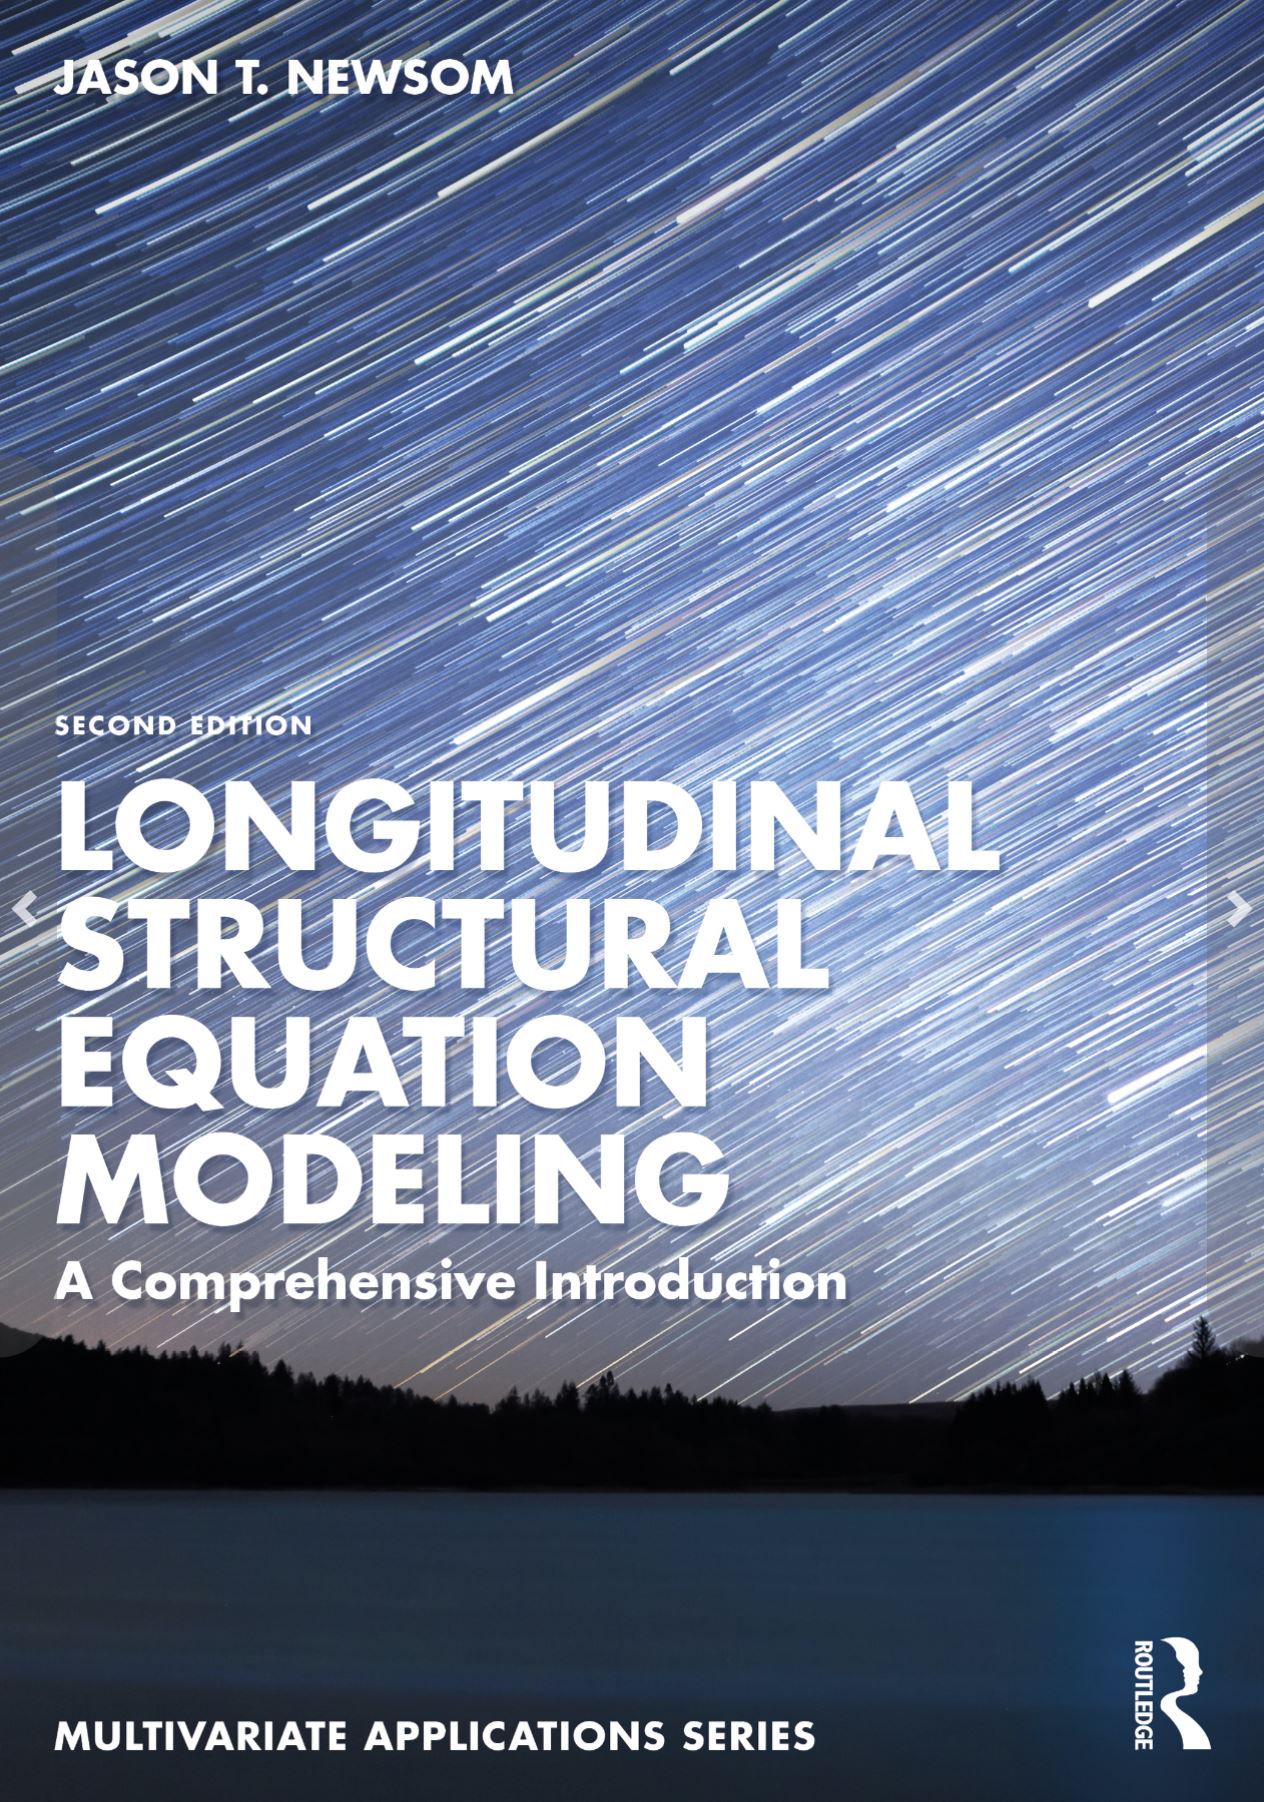 JASON T. NEWSOM
SECOND EDITION
LONGITUDINAL
STRUCTURAL
EQUATION
MODELING
A Comprehensive Introduction
MULTIVARIATE APPLICATIONS SERIES
ROUTLEDGE